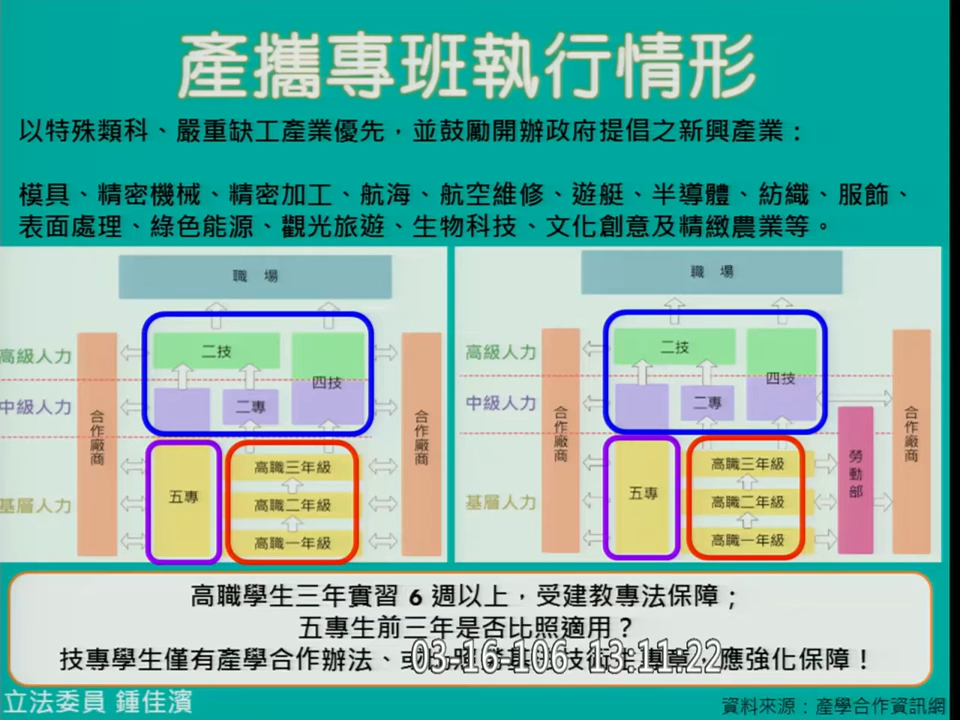 產攜專班執行情形
以特殊類科、嚴重缺工產業優先，並鼓勵開辦政府提倡之新興產業：
模具、精密機械、精密加工、航海、航空維修、遊艇、半導體、紡織、服飾、
表面處理、綠色能源、觀光旅遊、生物科技、文化創意及精緻農業等。
職 場
二技
四技
二專
高級人力
中級人力
基層人力
合作廠商
五專
高職三年級
高職二年級
高職一年級
合作廠商
職 場
二技
四技
二專
高級人力
中級人力
基層人力
合作廠商
五專
高職三年級
高職二年級
高職一年級
勞動部
合作廠商
高職學生三年實習 6 週以上，受建教專法保障；
五專生前三年是否比照適用？
技專學生僅有產學合作辦法、或 基 技術生專章，應強化保障！
03.16.106 13:11:22
立法委員 鍾佳濱
資料來源：產學合作資訊網